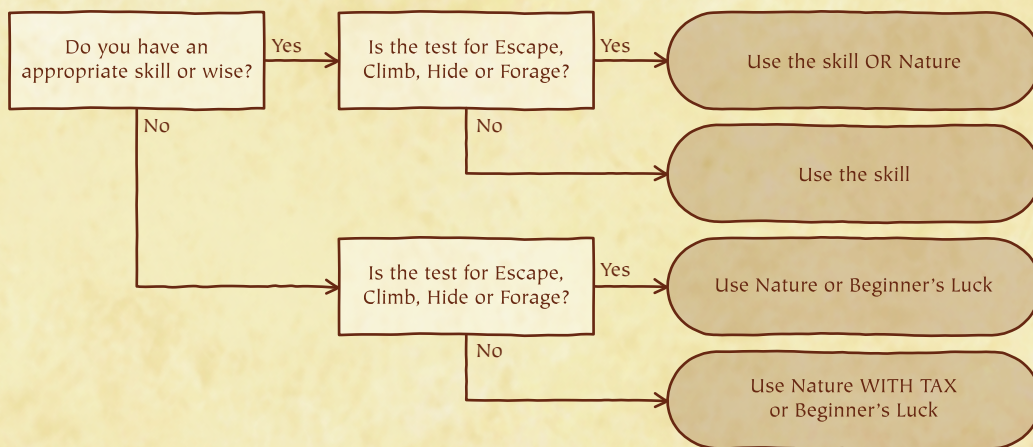 Do you have an
appropriate skill or wise?
Yes
Is the test for Escape,
Climb, Hide or Forage?
Yes
Use the skill OR Nature
No
No
Use the skill
Is the test for Escape,
Climb, Hide or Forage?
Yes
Use Nature or Beginner's Luck
No
Use Nature WITH TAX
or Beginner's Luck